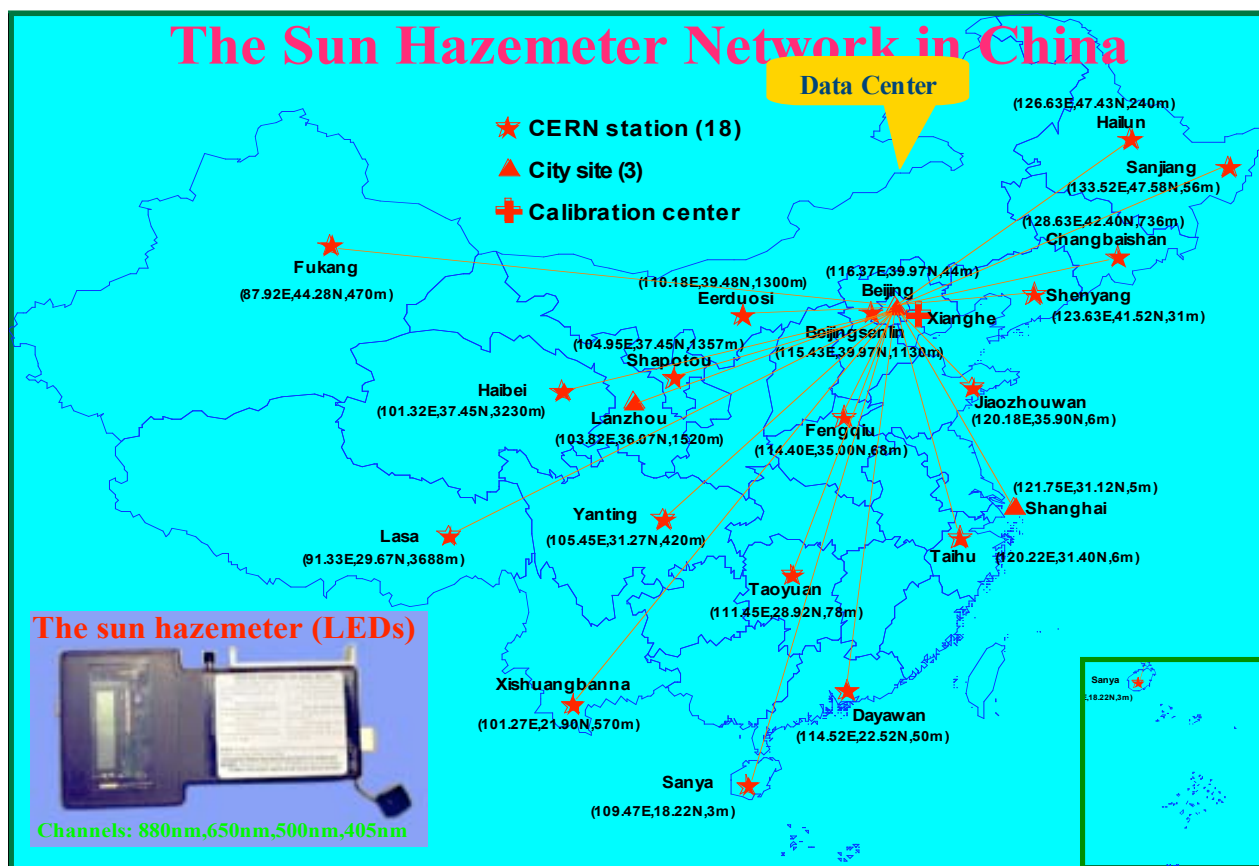 The Sun Hazemeter Network in China
Data Center
CERN station (18)
City site (3)
Calibration center
(126.63E,47.43N,240m)
Hailun
Sanjiang
(133.52E,47.58N,56m)
(128.63E,42.40N,736m)
Changbaishan
Fukang
(87.92E,44.28N,470m)
(110.18E,39.48N,1300m)
Eerduosi
(116.37E,39.97N,44m)
Beijing
Shenyang
(123.63E,41.52N,31m)
Xianghe
Beijingsenlin
(115.43E,39.97N,1130m)
(104.95E,37.45N,1357m)
Shapotou
Haibei
(101.32E,37.45N,3230m)
Lanzhou
(103.82E,36.07N,1520m)
Jiaozhouwan
(120.18E,35.90N,6m)
Fengqiu
(114.40E,35.00N,68m)
(121.75E,31.12N,5m)
Shanghai
Yanting
(105.45E,31.27N,420m)
Lasa
(91.33E,29.67N,3688m)
Taihu
(120.22E,31.40N,6m)
Taoyuan
(111.45E,28.92N,78m)
The sun hazemeter (LEDs)
Channels: 880nm,650nm,500nm,405nm
Xishuangbanna
(101.27E,21.90N,570m)
Dayawan
(114.52E,22.52N,50m)
Sanya
(109.47E,18.22N,3m)
Sanya
E,18.22N,3m)